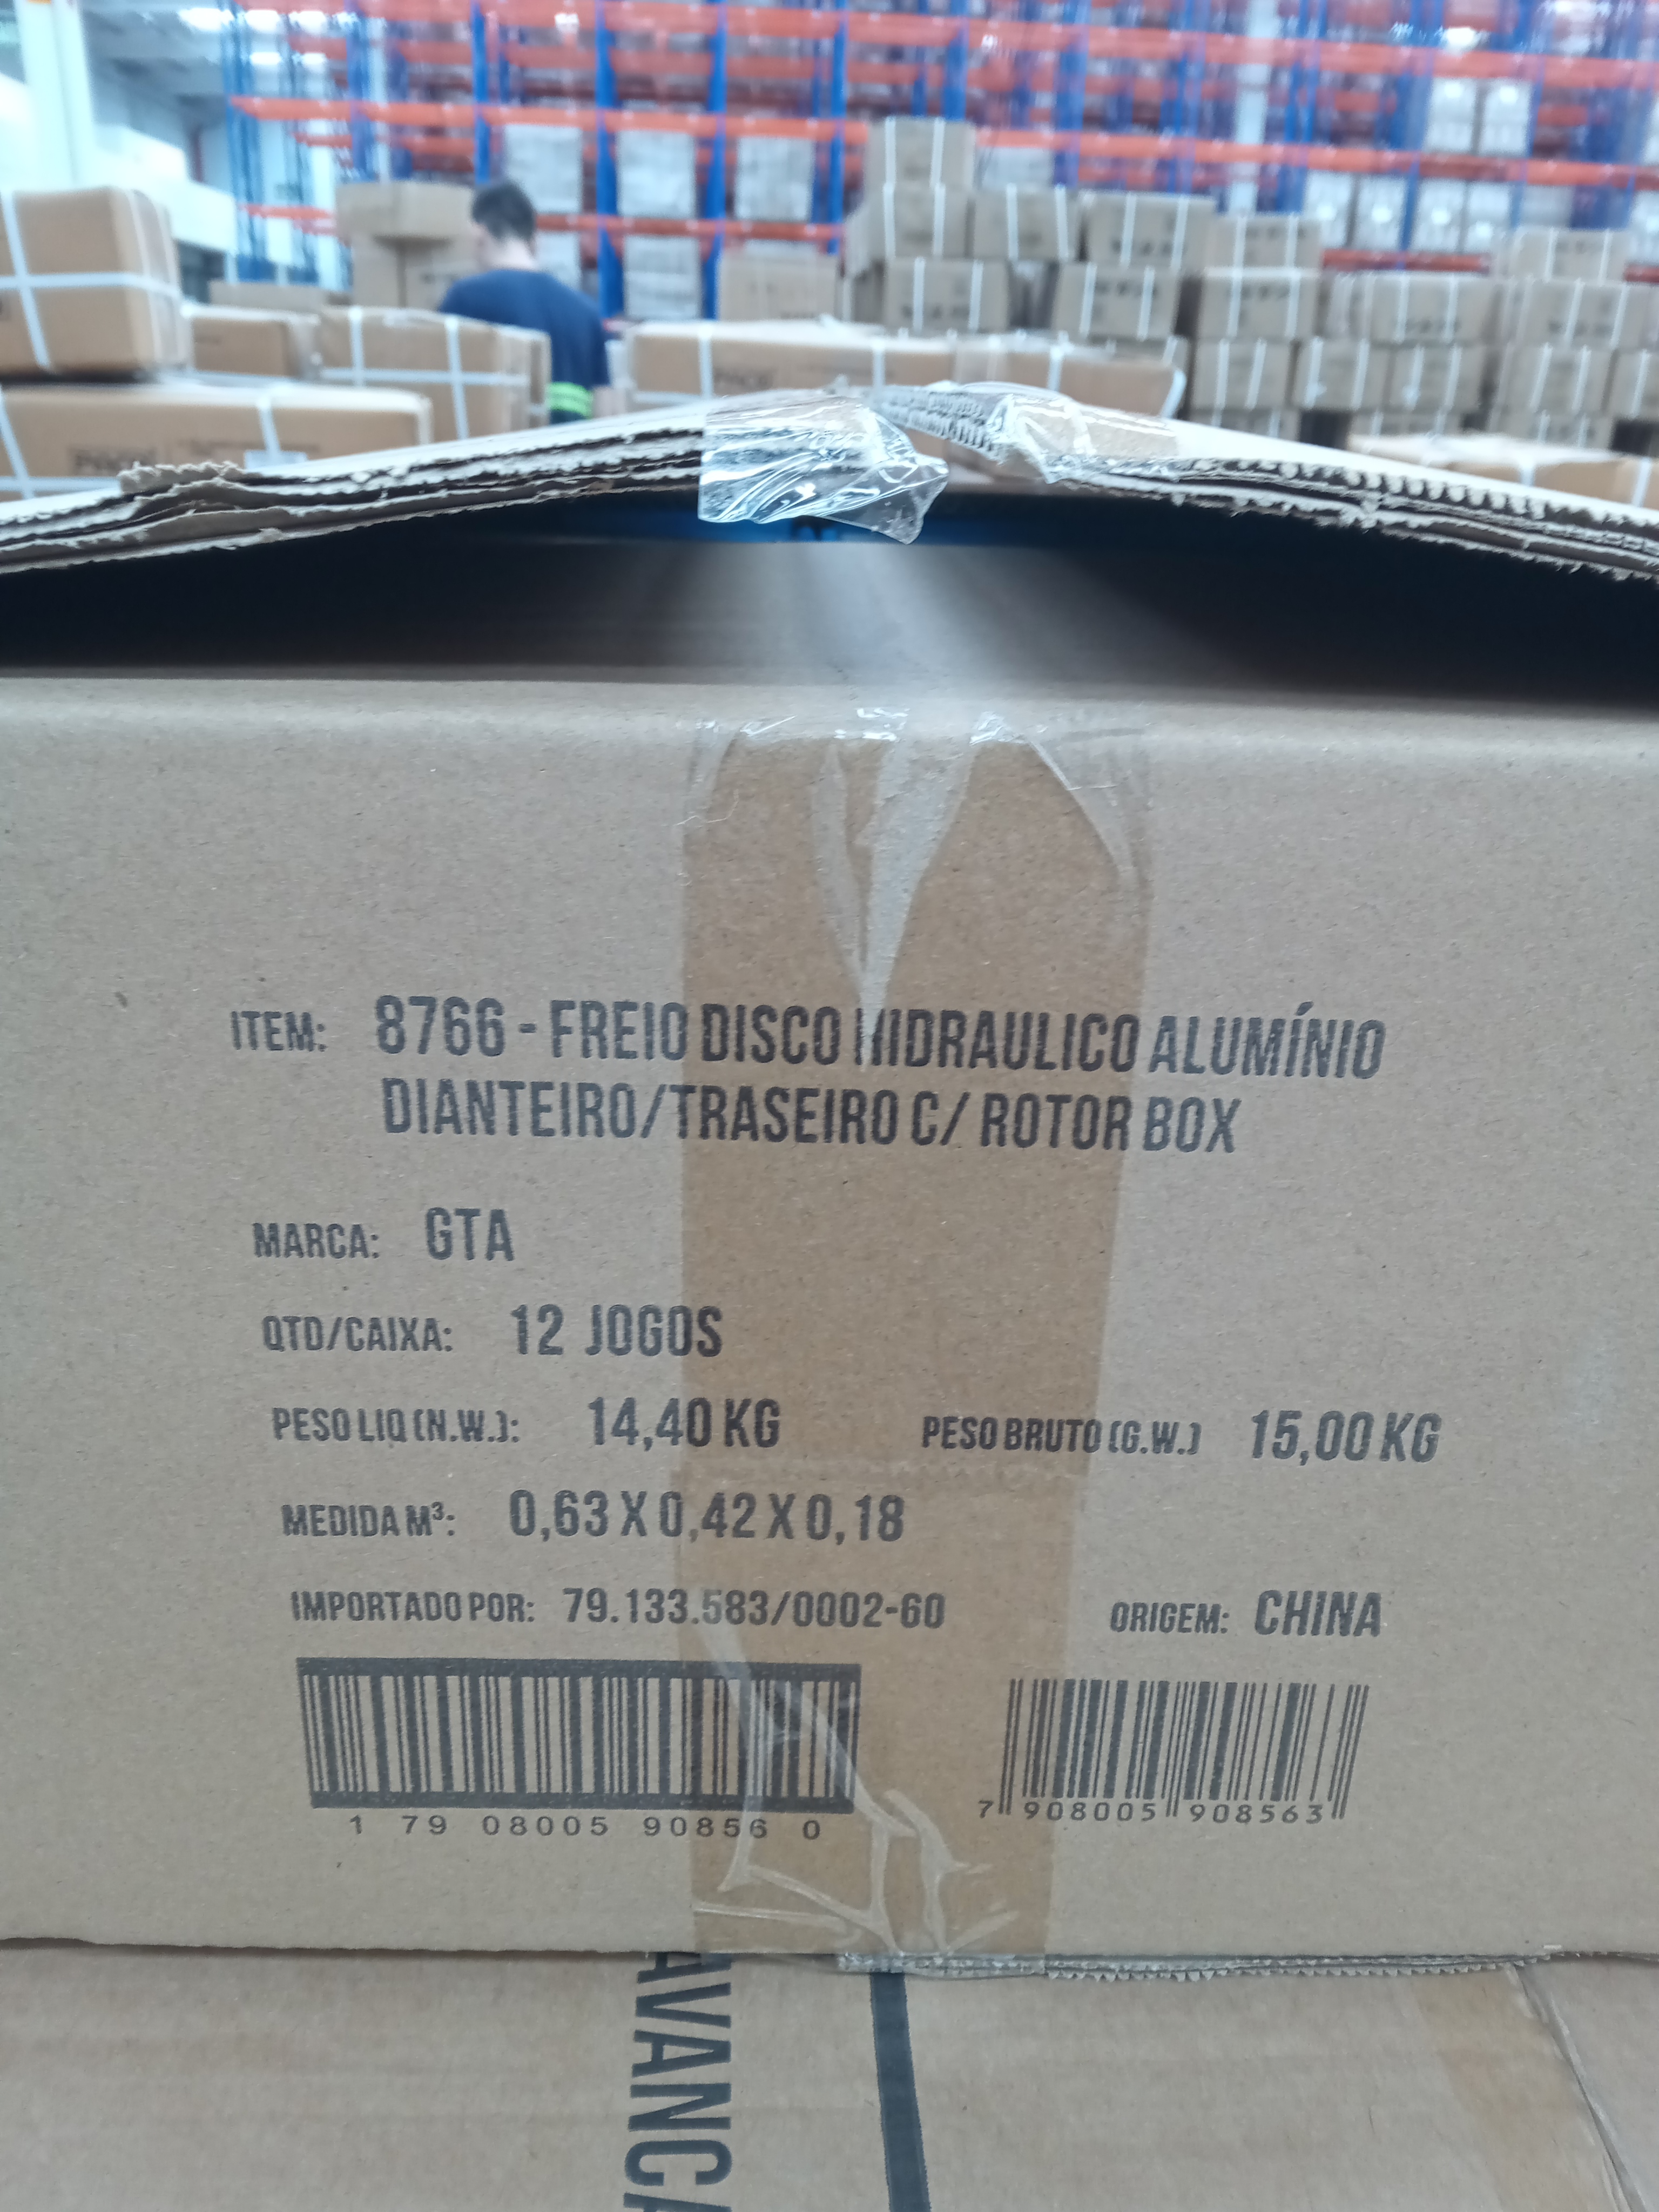 ITEM: 8766 - FREIO DISCO HIDRAULICO ALUMÍNIO
DIANTEIRO/TRASEIRO C/ ROTOR BOX
MARCA: GTA
QTD/CAIXA: 12 JOGOS
PESO LIQ (N.W.): 14,40 KG PESO BRUTO (G.W.) 15,00 KG
MEDIDA M³: 0,63 X 0,42 X 0,18
IMPORTADO POR: 79.133.583/0002-60 ORIGEM: CHINA
1 79 08005 90856 0
7 908005 908563
AVANCA